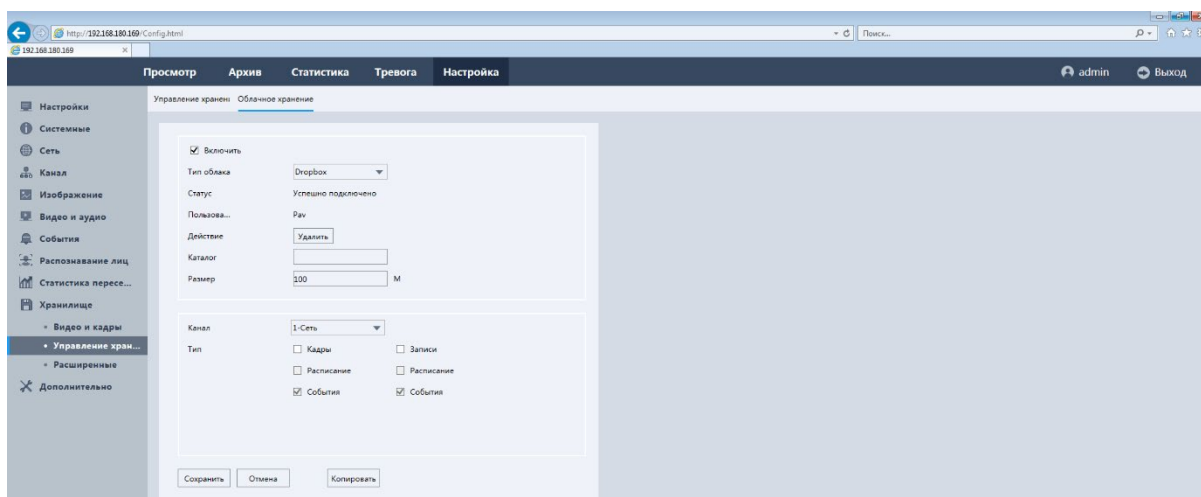 http://192.168.180.169/Config.html
Поиск...
192.168.180.169
Просмотр Архив Статистика Тревога Настройка admin Выход
Управление хранені Облачное хранение
Настройки
Системные
Сеть
Канал
Изображение
Видео и аудио
События
Распознавание лиц
Статистика пересе...
Хранилище
Видео и кадры
Управление хран...
Расширенные
Дополнительно
Включить
Тип облака Dropbox
Статус Успешно подключено
Пользова... Pav
Действие Удалить
Каталог
Размер 100 М
Канал 1-Сеть
Тип Кадры Записи
Расписание Расписание
События События
Сохранить Отмена Копировать